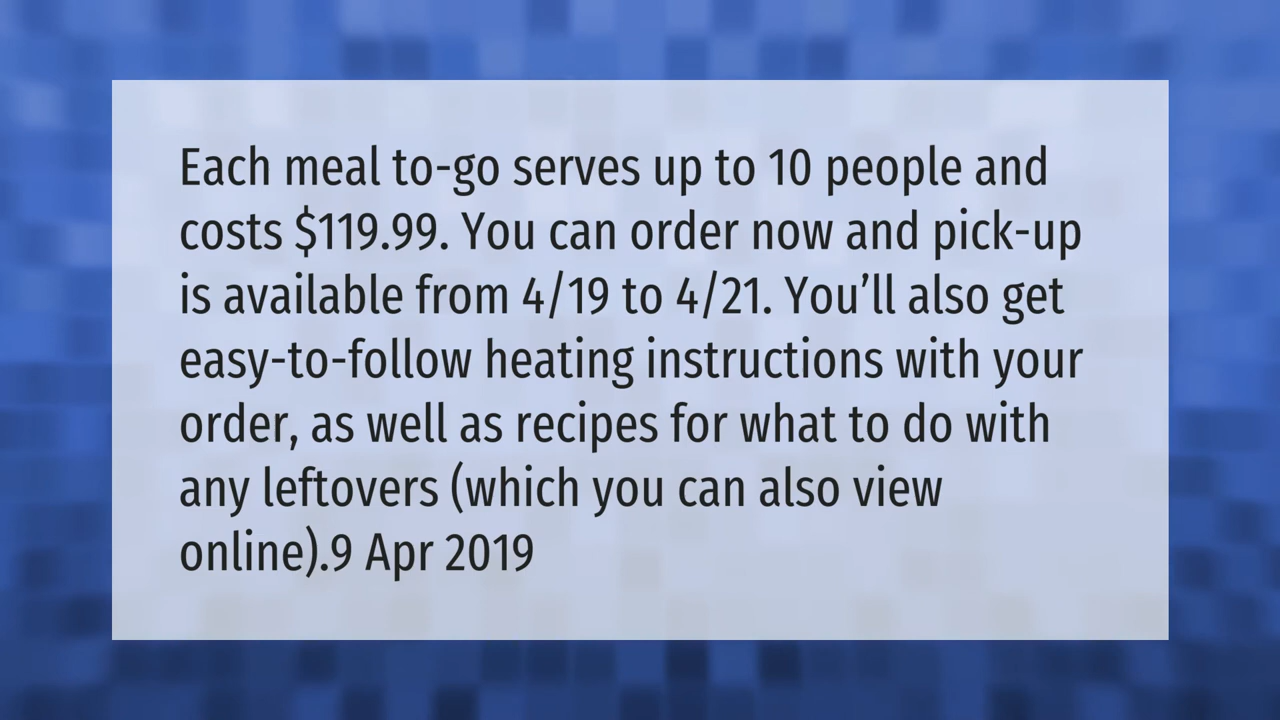 Each meal to-go serves up to 10 people and
costs $119.99. You can order now and pick-up
is available from 4/19 to 4/21. You’ll also get
easy-to-follow heating instructions with your
order, as well as recipes for what to do with
any leftovers (which you can also view
online).9 Apr 2019